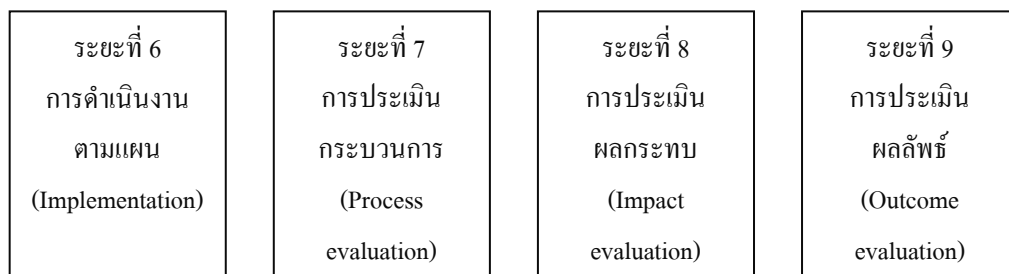 ระยะที่ 6
การดำเนินงาน
ตามแผน
(Implementation)
ระยะที่ 7
การประเมิน
กระบวนการ
(Process
evaluation)
ระยะที่ 8
การประเมิน
ผลกระทบ
(Impact
evaluation)
ระยะที่ 9
การประเมิน
ผลลัพธ์
(Outcome
evaluation)